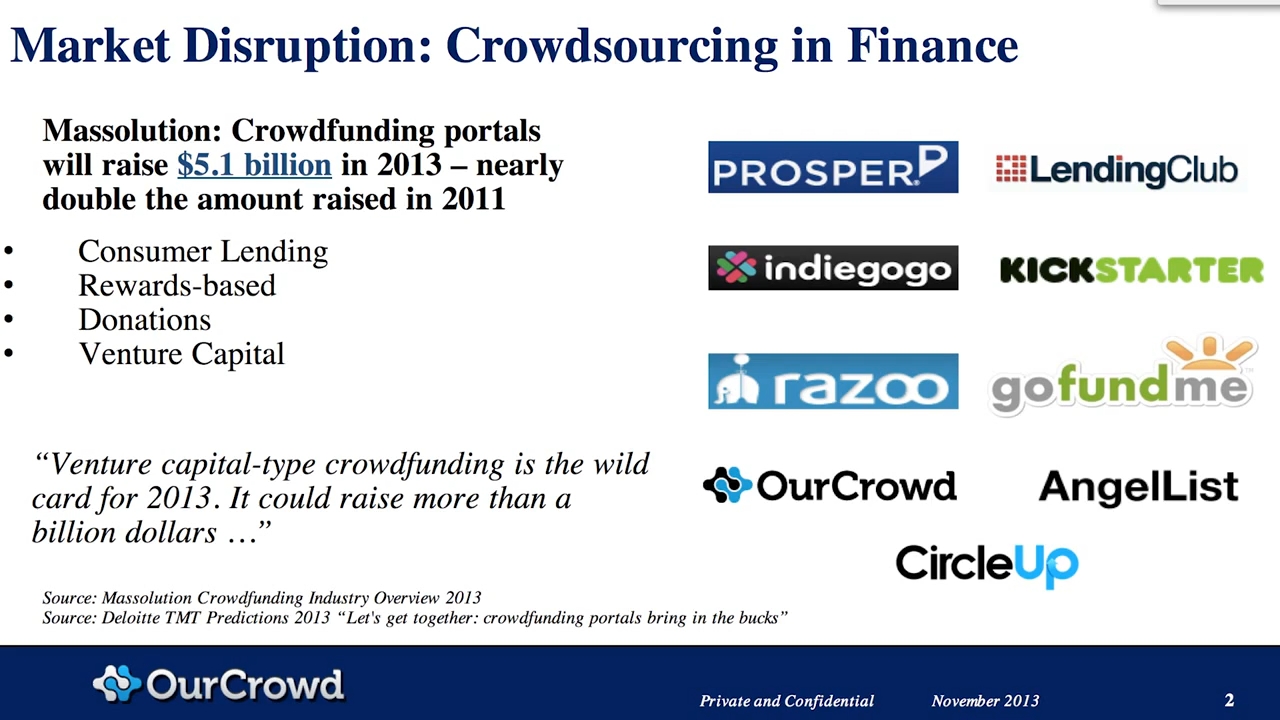 Market Disruption: Crowdsourcing in Finance
Massolution: Crowdfunding portals
will raise $5.1 billion in 2013 – nearly
double the amount raised in 2011
• Consumer Lending
• Rewards-based
• Donations
• Venture Capital
“Venture capital-type crowdfunding is the wild
card for 2013. It could raise more than a
billion dollars …”
Source: Massolution Crowdfunding Industry Overview 2013
Source: Deloitte TMT Predictions 2013 “Let's get together: crowdfunding portals bring in the bucks”
PROSPER
LendingClub
indiegogo
KICKSTARTER
razoo
gofundme
OurCrowd
AngelList
CircleUp
OurCrowd
Private and Confidential
November 2013
2